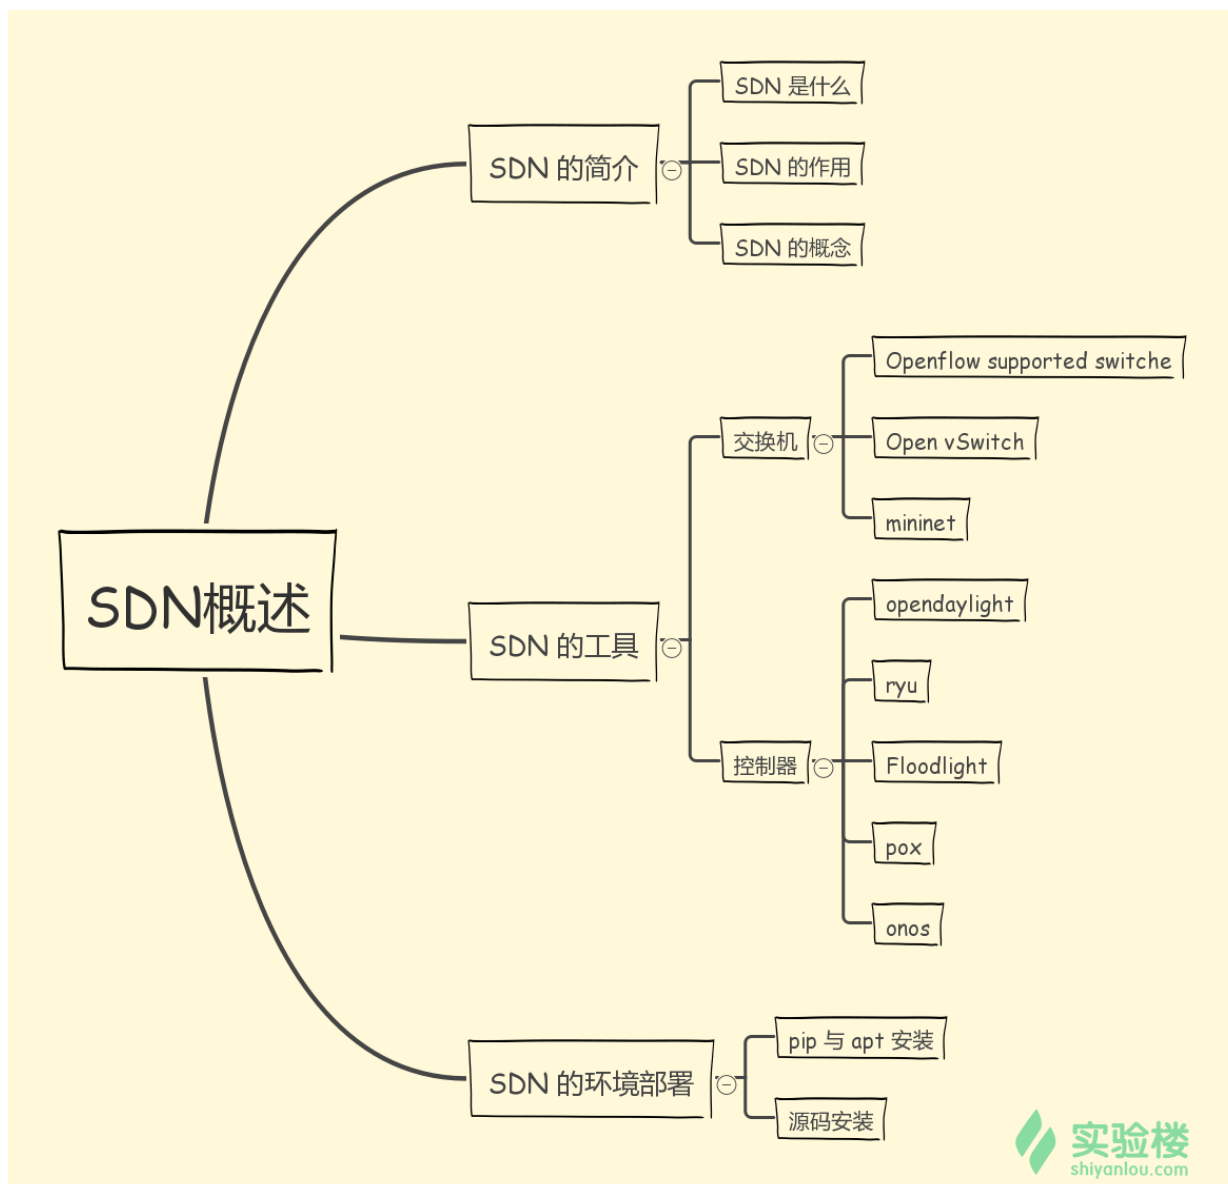 SDN概述
SDN 的简介
SDN 是什么
SDN 的作用
SDN 的概念
SDN 的工具
交换机
Openflow supported switche
Open vSwitch
mininet
控制器
opendaylight
ryu
Floodlight
pox
onos
SDN 的环境部署
pip 与 apt 安装
源码安装
实验楼
shiyanlou.com